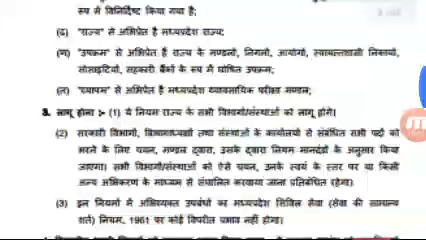 रूप में विनिर्दिष्ट किया गया है;
(ढ) "राज्य" से अभिप्रेत है मध्यप्रदेश राज्य;
(ण) "उपक्रम" से अभिप्रेत हैं राज्य के मण्डलों, निगमों, आयोगों, स्वायत्तशासी निकायों,
सोसाइटियों, सहकारी बैंकों के रूप में घोषित उपक्रम;
(त) "व्यापम" से अभिप्रेत है मध्यप्रदेश व्यावसायिक परीक्षा मण्डल;
3. लागू होना :- (1) ये नियम राज्य के सभी विभागों/संस्थाओं को लागू होंगे।
(2) सरकारी विभागों, विभागाध्यक्षों तथा संस्थाओं के कार्यालयों से संबंधित सभी पदों को
भरने के लिए चयन, मण्डल द्वारा, उसके द्वारा नियम मानदंडों के अनुसार किया
जाएगा। सभी विभागों/संस्थाओं को ऐसे चयन, उनके स्वयं के स्तर पर या किसी
अन्य अभिकरण के माध्यम से संचालित करवाया जाना प्रतिबंधित रहेगा।
(3) इन नियमों में अभिव्यक्त उपबंधों का मध्यप्रदेश सिविल सेवा (सेवा की सामान्य
शर्तें) नियम, 1961 पर कोई विपरीत प्रभाव नहीं होगा।